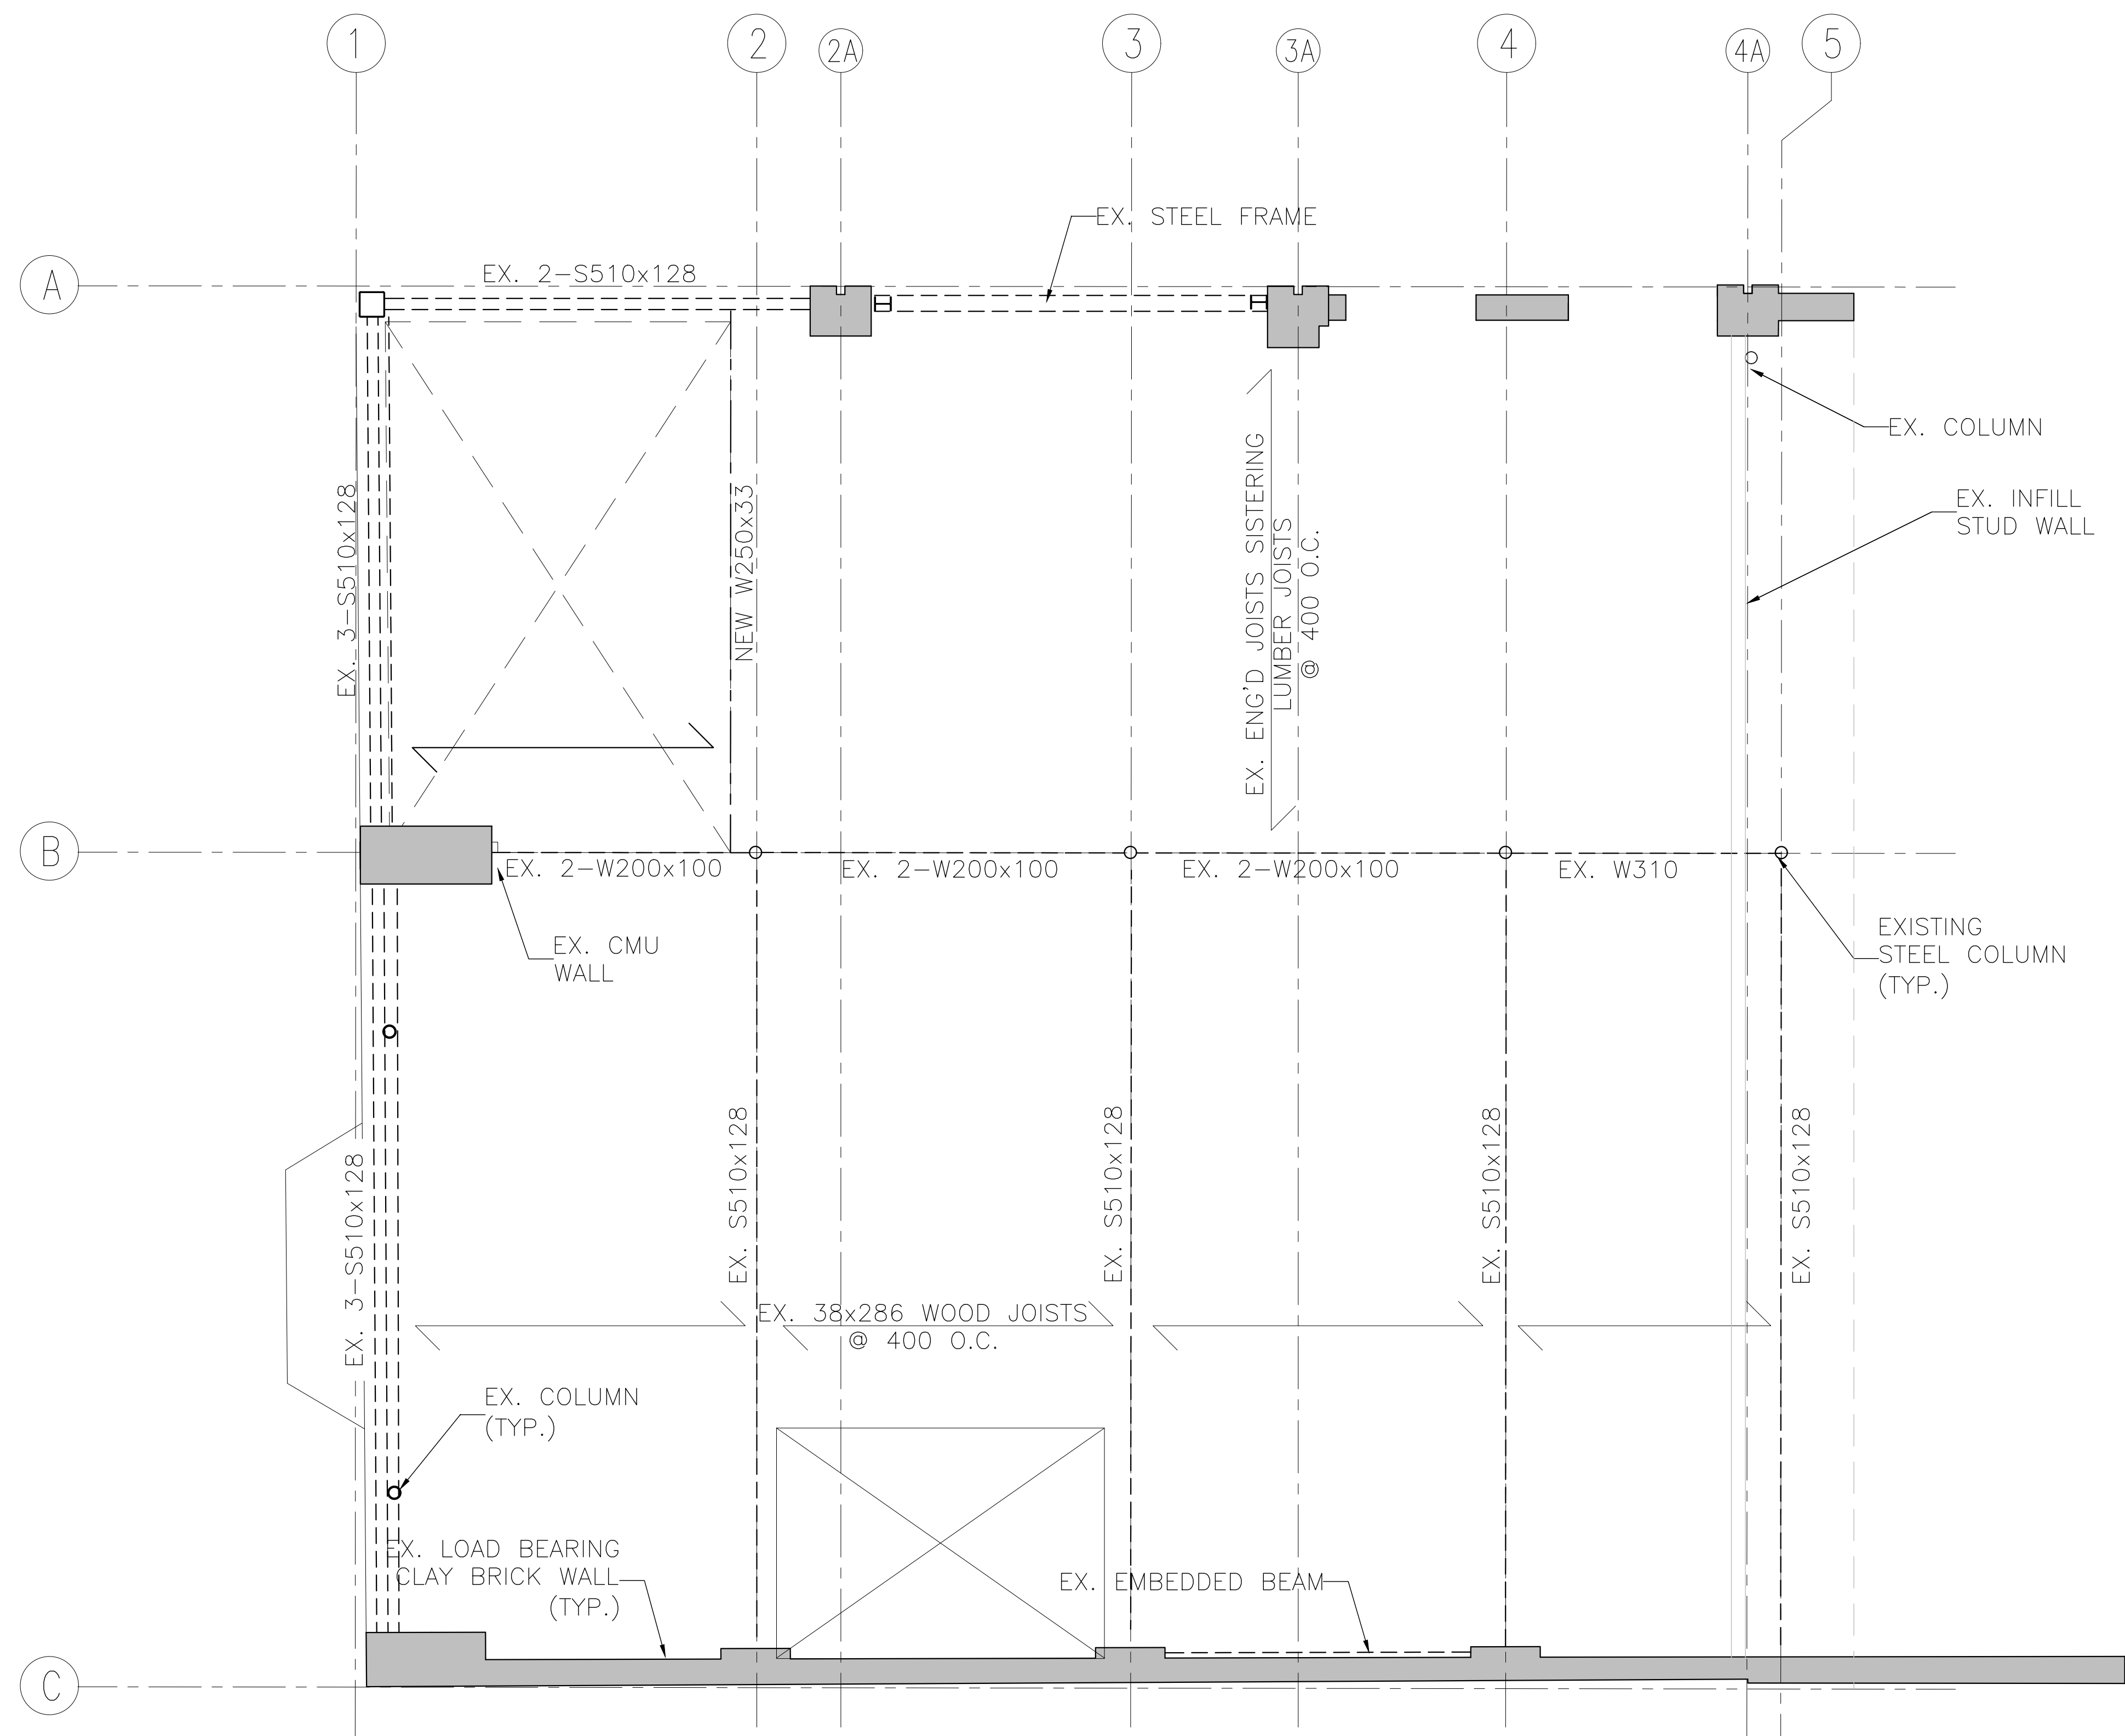 1
2
2A
3
3A
4
4A
5
EX. STEEL FRAME
A
EX. 2-S510x128
EX. COLUMN
EX. 3-S510x128
NEW W250x33
EX. ENG'D JOISTS SISTERING
LUMBER JOISTS
@ 400 O.C.
EX. INFILL
STUD WALL
B
EX. 2-W200x100
EX. 2-W200x100
EX. 2-W200x100
EX. W310
EX. CMU
WALL
EXISTING
STEEL COLUMN
(TYP.)
EX. 3-S510x128
EX. S510x128
EX. S510x128
EX. S510x128
EX. S510x128
EX. 38x286 WOOD JOISTS
@ 400 O.C.
EX. COLUMN
(TYP.)
EX. LOAD BEARING
CLAY BRICK WALL
(TYP.)
EX. EMBEDDED BEAM
C